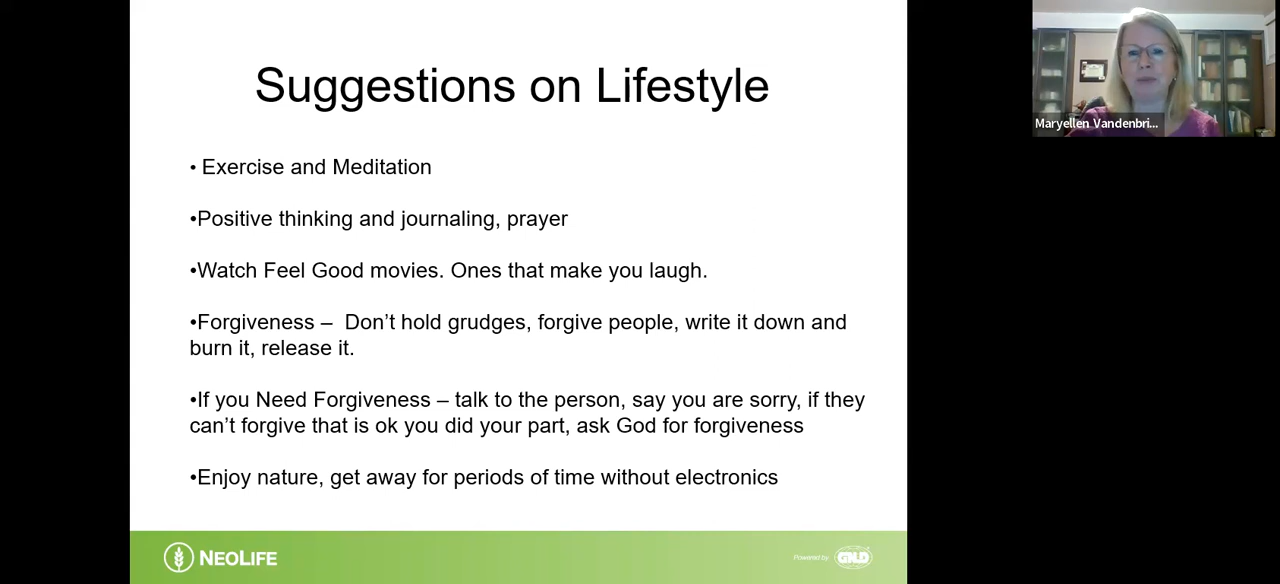 Suggestions on Lifestyle
Maryellen Vandenbri...
• Exercise and Meditation
•Positive thinking and journaling, prayer
•Watch Feel Good movies. Ones that make you laugh.
•Forgiveness – Don’t hold grudges, forgive people, write it down and
burn it, release it.
•If you Need Forgiveness – talk to the person, say you are sorry, if they
can’t forgive that is ok you did your part, ask God for forgiveness
•Enjoy nature, get away for periods of time without electronics
NEOLIFE
Powered by: GNLD